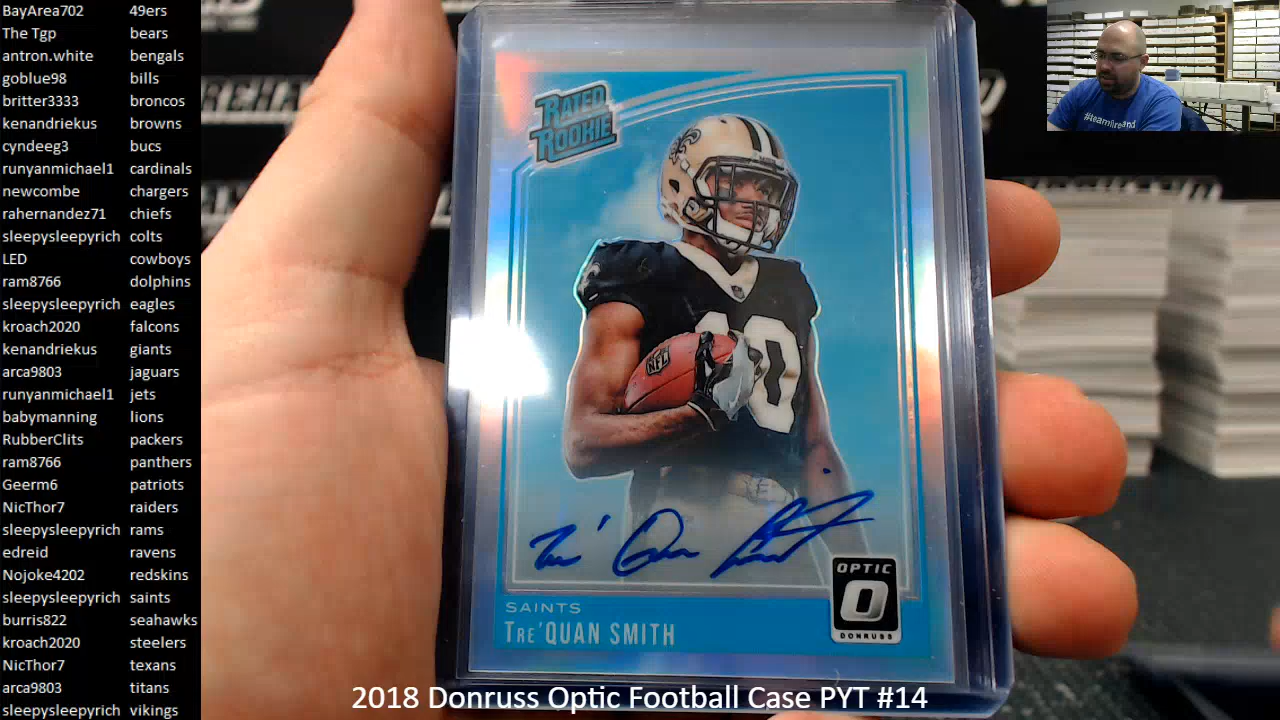 BayArea702 49ers
The Tgp bears
antron.white bengals
goblue98 bills
britter3333 broncos
kenandriekus browns
cyndeeg3 bucs
runyanmichael1 cardinals
newcombe chargers
rahernandez71 chiefs
sleepysleepyrich colts
LED cowboys
ram8766 dolphins
sleepysleepyrich eagles
kroach2020 falcons
kenandriekus giants
arca9803 jaguars
runyanmichael1 jets
babymanning lions
RubberClits packers
ram8766 panthers
Geerm6 patriots
NicThor7 raiders
sleepysleepyrich rams
edreid ravens
Nojoke4202 redskins
sleepysleepyrich saints
burris822 seahawks
kroach2020 steelers
NicThor7 texans
arca9803 titans
sleepysleepyrich vikings
RATED
ROOKIE
NFL
Tre' Quan Smith
OPTIC
O
DONRUSS
SAINTS
TRE'QUAN SMITH
2018 Donruss Optic Football Case PYT #14